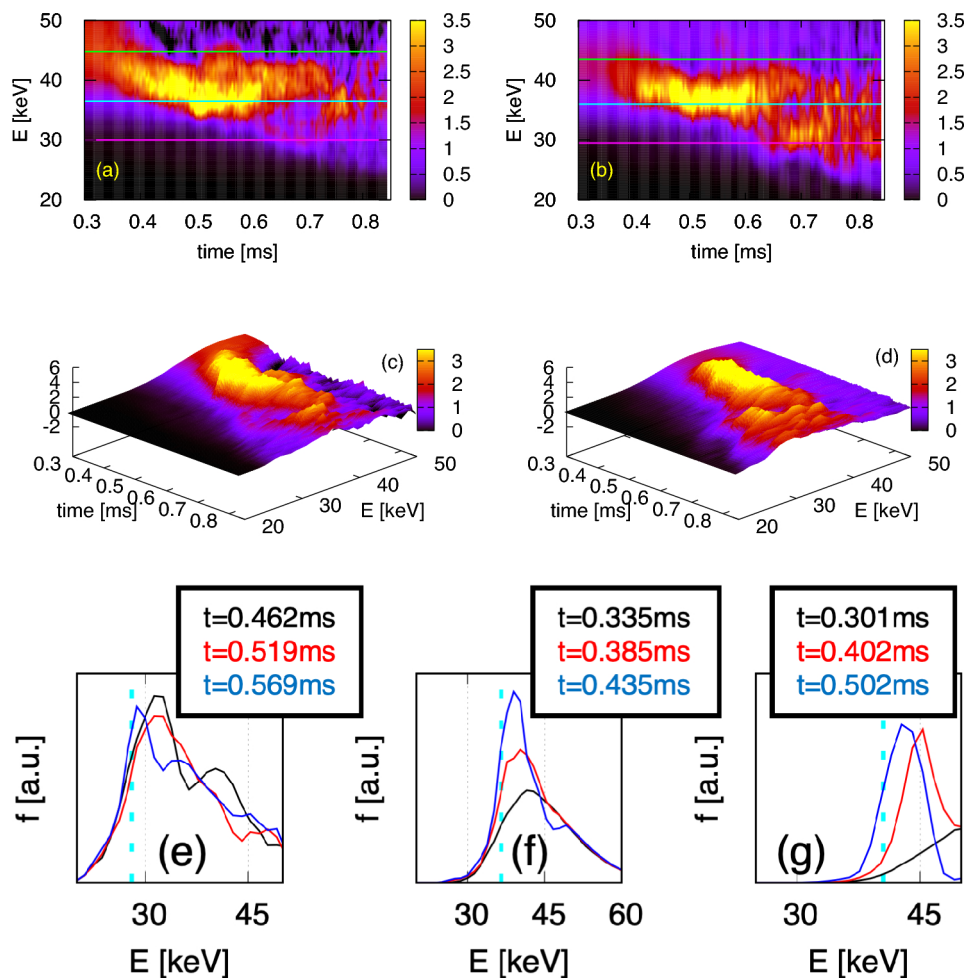 50
40
30
20
E [keV]
(a)
0.3 0.4 0.5 0.6 0.7 0.8
time [ms]
3.5
3
2.5
2
1.5
1
0.5
0
50
40
30
20
E [keV]
(b)
0.3 0.4 0.5 0.6 0.7 0.8
time [ms]
3.5
3
2.5
2
1.5
1
0.5
0
(c)
3
2
1
0
6
4
2
0
-2
0.3
0.4
0.5
0.6
0.7
0.8
time [ms]
20
30
40
50
E [keV]
(d)
3
2
1
0
6
4
2
0
-2
0.3
0.4
0.5
0.6
0.7
0.8
time [ms]
20
30
40
50
E [keV]
t=0.462ms
t=0.519ms
t=0.569ms
f [a.u.]
(e)
30 45
E [keV]
t=0.335ms
t=0.385ms
t=0.435ms
f [a.u.]
(f)
30 45 60
E [keV]
t=0.301ms
t=0.402ms
t=0.502ms
f [a.u.]
(g)
30 45
E [keV]